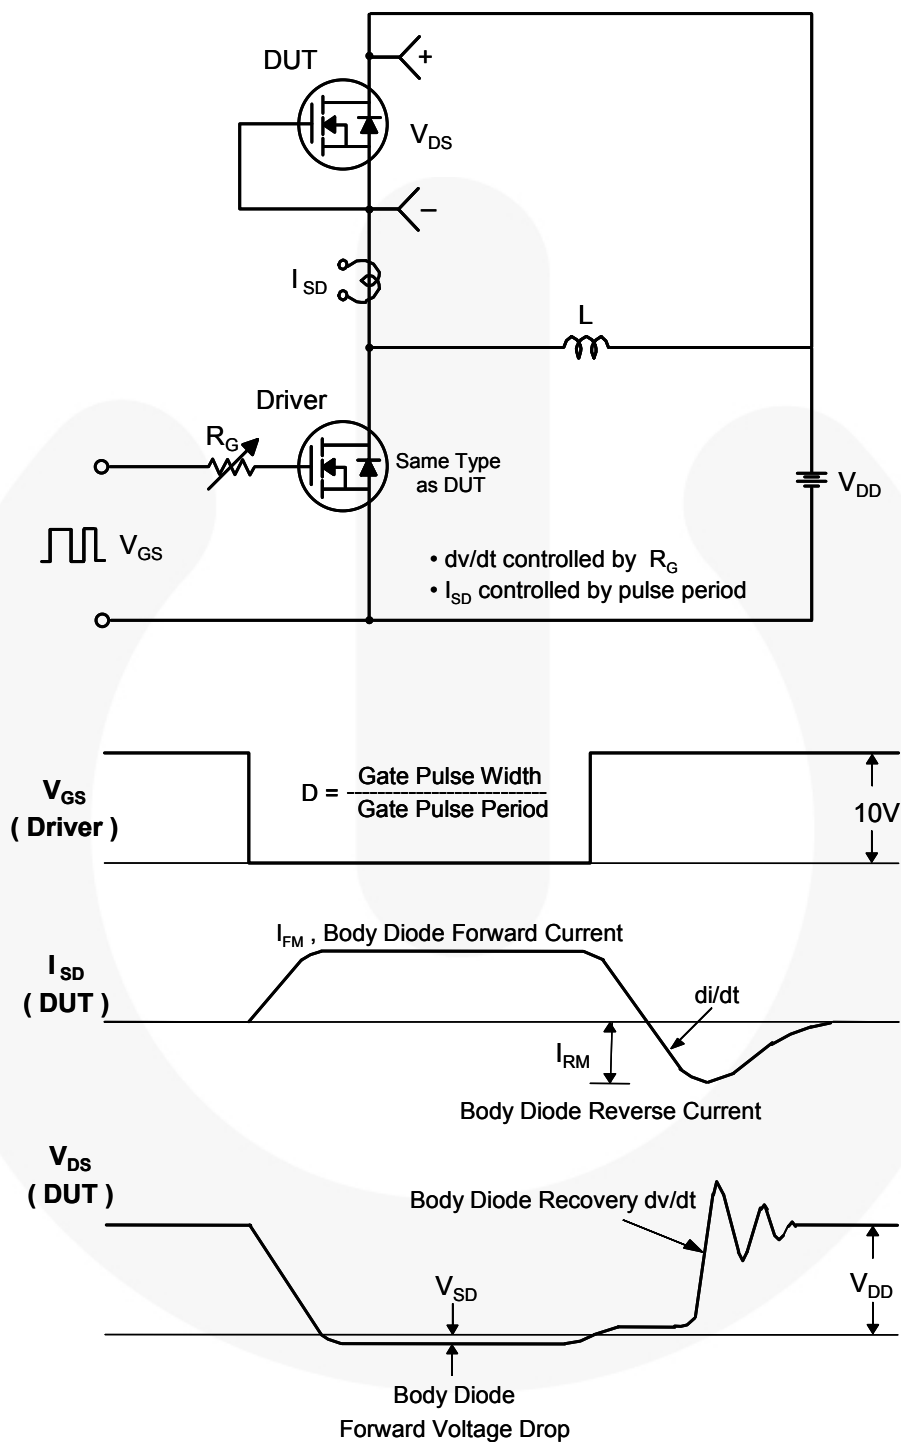 DUT
+
V_DS
−
I_SD
L
Driver
R_G
Same Type
as DUT
V_DD
V_GS
• dv/dt controlled by R_G
• I_SD controlled by pulse period
V_GS
( Driver )
D = Gate Pulse Width
--------------------------
Gate Pulse Period
10V
I_FM , Body Diode Forward Current
I_SD
( DUT )
di/dt
I_RM
Body Diode Reverse Current
V_DS
( DUT )
Body Diode Recovery dv/dt
V_SD
V_DD
Body Diode
Forward Voltage Drop